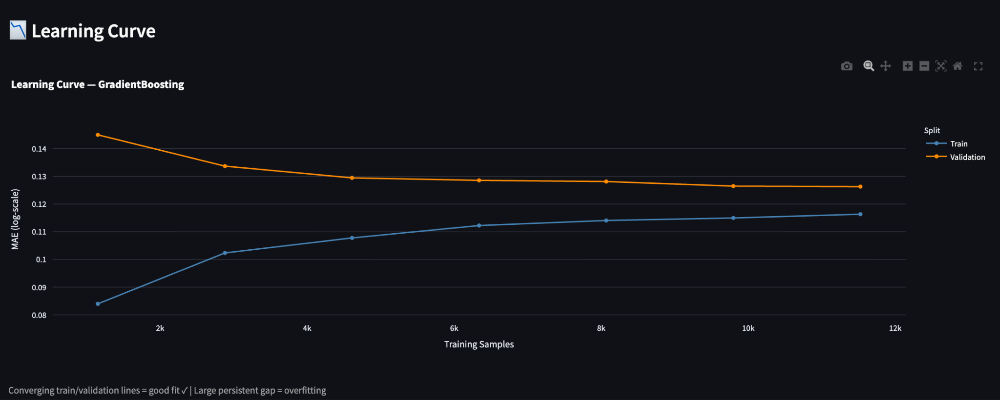 Learning Curve
Learning Curve — GradientBoosting
Split
Train
Validation
MAE (log-scale)
0.14
0.13
0.12
0.11
0.1
0.09
0.08
2k 4k 6k 8k 10k 12k
Training Samples
Converging train/validation lines = good fit ✓ | Large persistent gap = overfitting